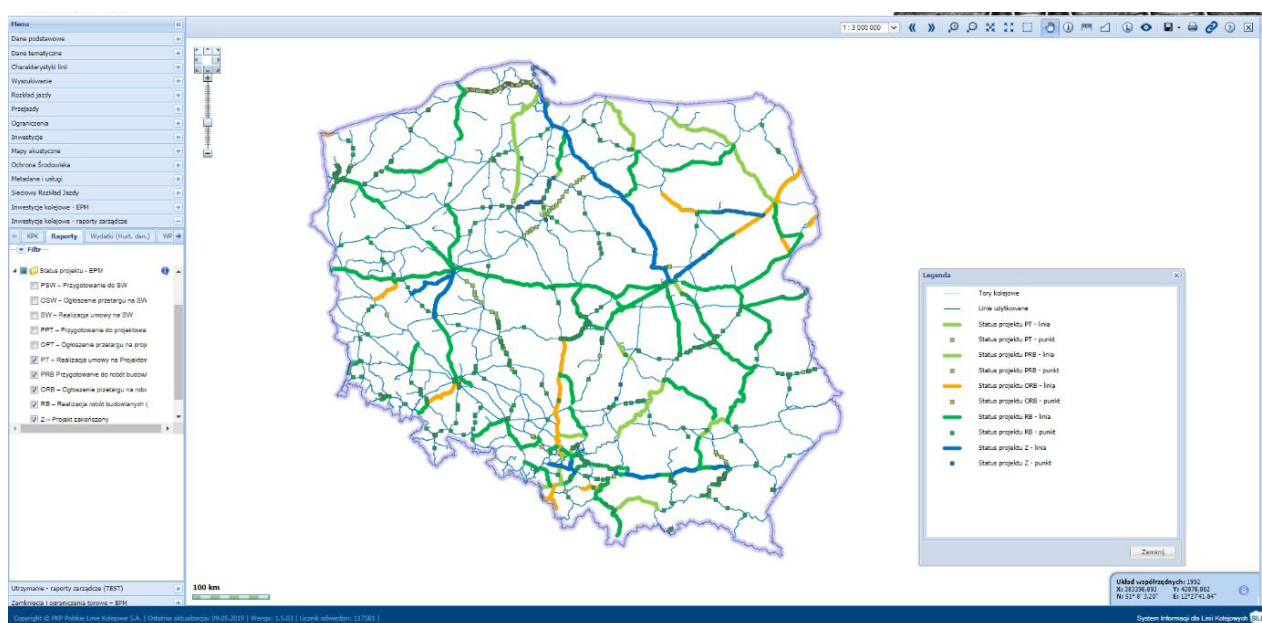 Menu
Dane podstawowe
Dane tematyczne
Charakterystyki linii
Wyszukiwanie
Rozkład jazdy
Przejazdy
Ograniczenia
Inwestycje
Mapy akustyczne
Ochrona Środowiska
Metadane i usługi
Sieciowy Rozkład Jazdy
Inwestycje kolejowe - EPM
Inwestycje kolejowe - raporty zarządcze
KPK Raporty Wydatki (Hurt. dan.) WP
Filtr
Status projektu - EPM
PSW – Przygotowanie do SW
OSW – Ogłoszenie przetargu na SW
SW – Realizacja umowy na SW
PPT – Przygotowanie do projektowa
OPT – Ogłoszenie przetargu na proj
PT – Realizacja umowy na Projektow
PRB Przygotowanie do robót budowl
ORB – Ogłoszenie przetargu na robo
RB – Realizacja robót budowlanych (
Z – Projekt zakończony
Utrzymanie - raporty zarządcze (TEST)
Zamknięcia i ograniczenia torowe – EPM
1 : 3 000 000
100 km
Legenda
Tory kolejowe
Linie użytkowane
Status projektu PT - linia
Status projektu PT - punkt
Status projektu PRB - linia
Status projektu PRB - punkt
Status projektu ORB - linia
Status projektu ORB - punkt
Status projektu RB - linia
Status projektu RB - punkt
Status projektu Z - linia
Status projektu Z - punkt
Zamknij
Układ współrzędnych: 1992
X: 383398.893 Y: 42878.862
N: 51° 8' 3.20" E: 12°27'41.84"
Copyright © PKP Polskie Linie Kolejowe S.A. | Ostatnia aktualizacja: 09.05.2019 | Wersja: 1.5.03 | Licznik odwiedzin: 117581 |
System Informacji dla Linii Kolejowych